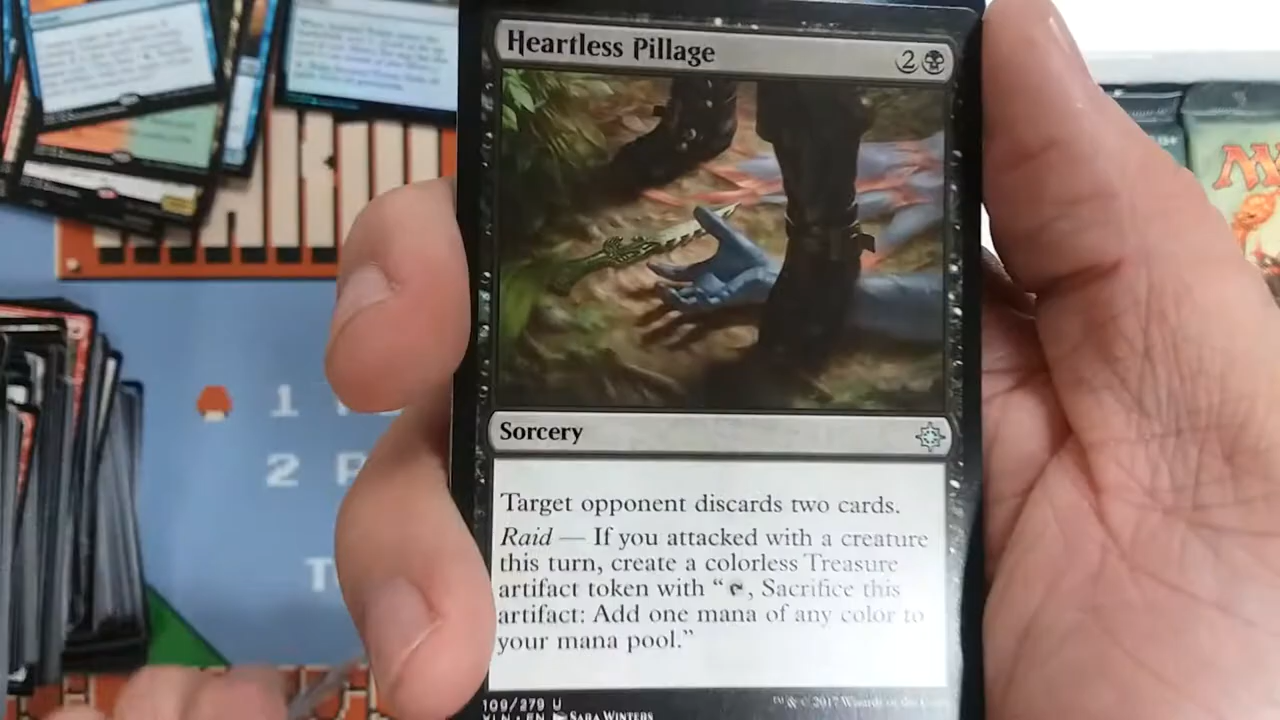 Heartless Pillage 2
Sorcery
Target opponent discards two cards.
Raid — If you attacked with a creature
this turn, create a colorless Treasure
artifact token with “, Sacrifice this
artifact: Add one mana of any color to
your mana pool.”
109/279 U
XLN • EN Sara Winters
™ & © 2017 Wizards of the Coast
1
2 P
T
M